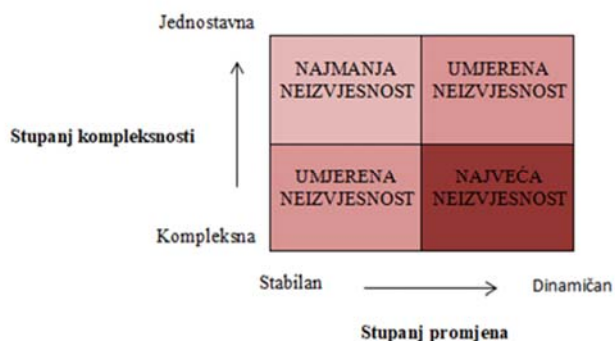 Jednostavna
NAJMANJA
NEIZVJESNOST
UMJERENA
NEIZVJESNOST
Stupanj kompleksnosti
UMJERENA
NEIZVJESNOST
NAJVEĆA
NEIZVJESNOST
Kompleksna
Stabilan
Dinamičan
Stupanj promjena